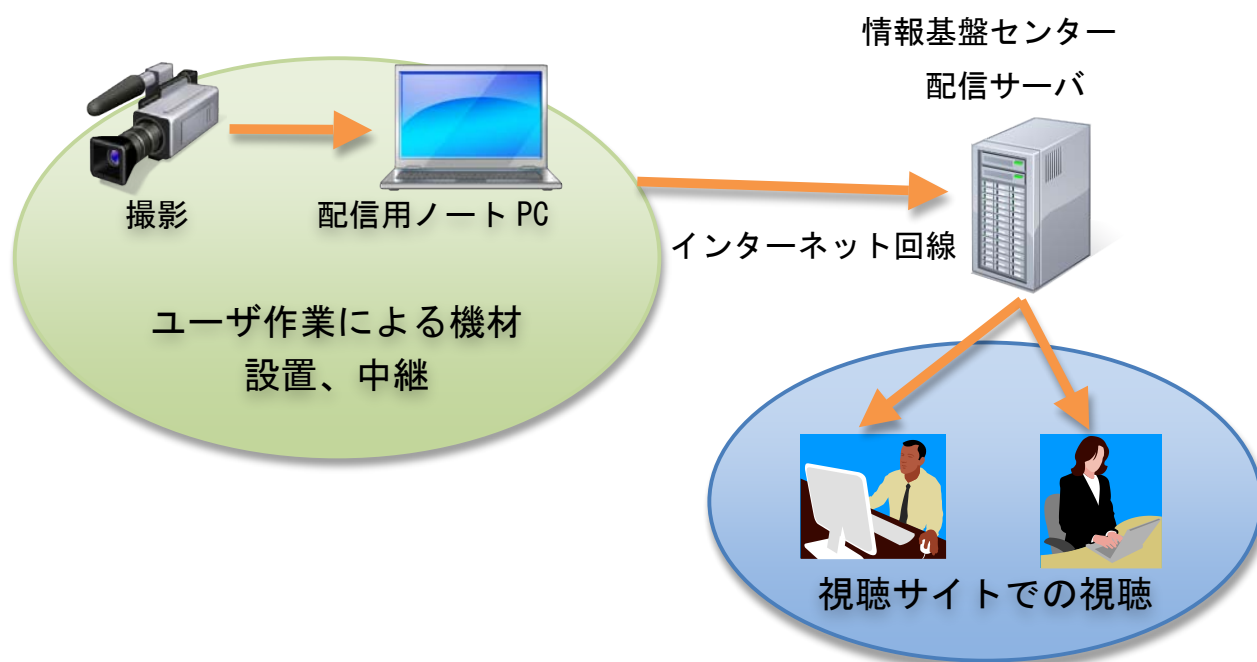 情報基盤センター
配信サーバ
撮影
配信用ノート PC
インターネット回線
ユーザ作業による機材
設置、中継
視聴サイトでの視聴